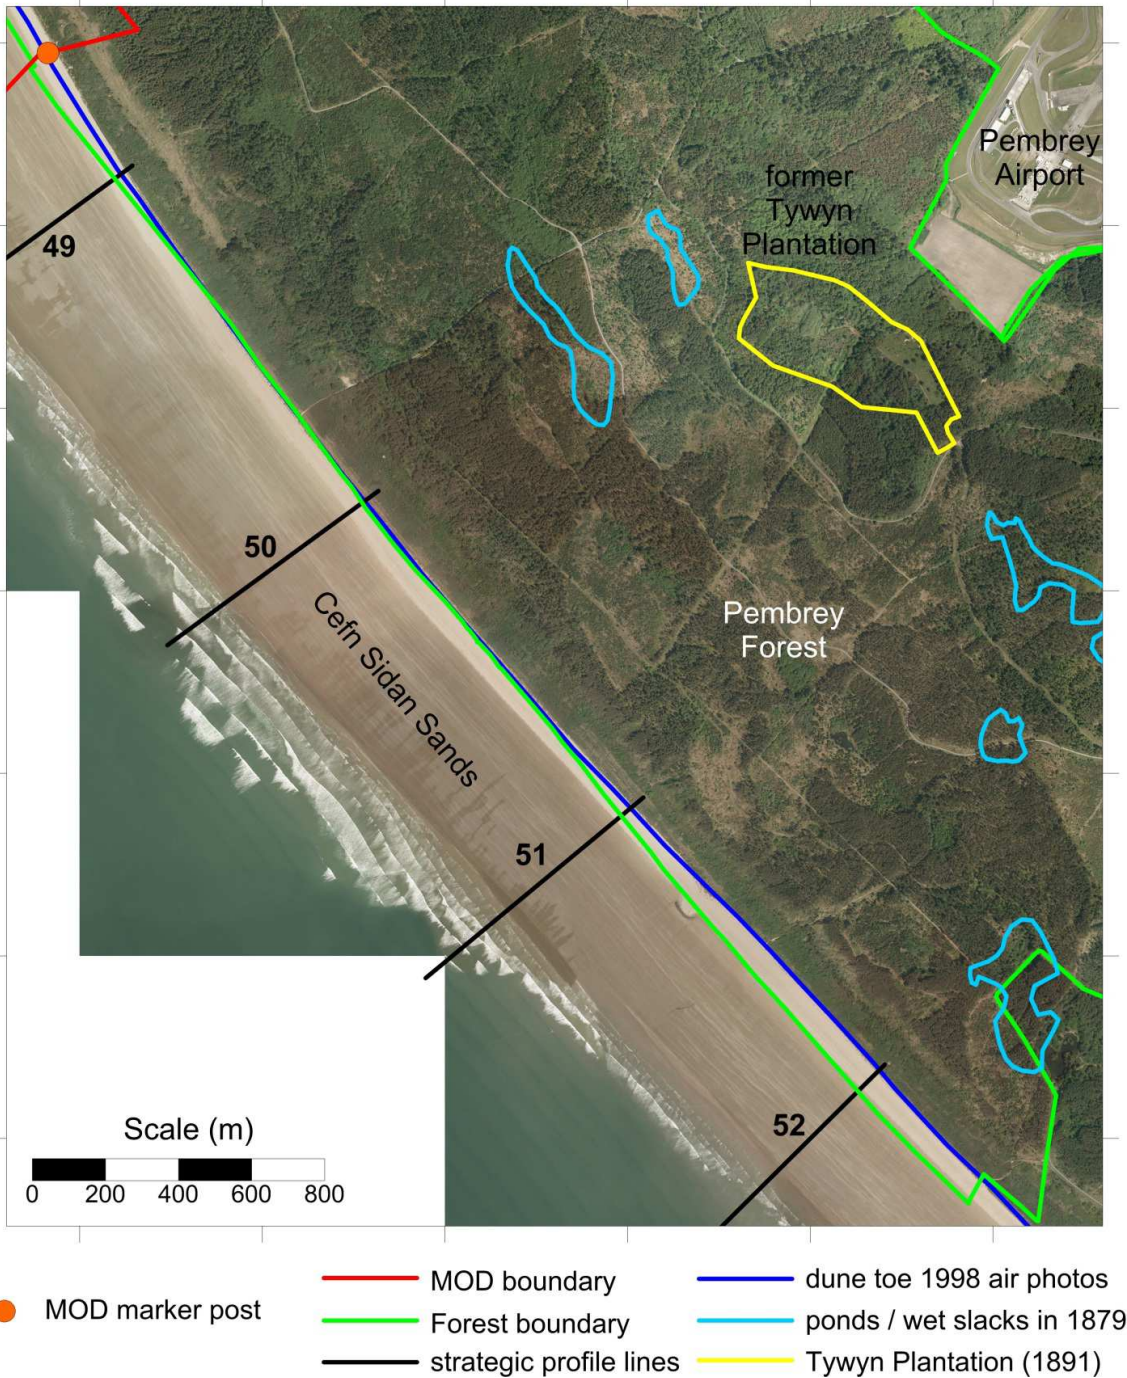 Pembrey
Airport
former
Tywyn
Plantation
49
50
Cefn Sidan Sands
Pembrey
Forest
51
52
Scale (m)
0 200 400 600 800
MOD marker post
MOD boundary
Forest boundary
strategic profile lines
dune toe 1998 air photos
ponds / wet slacks in 1879
Tywyn Plantation (1891)